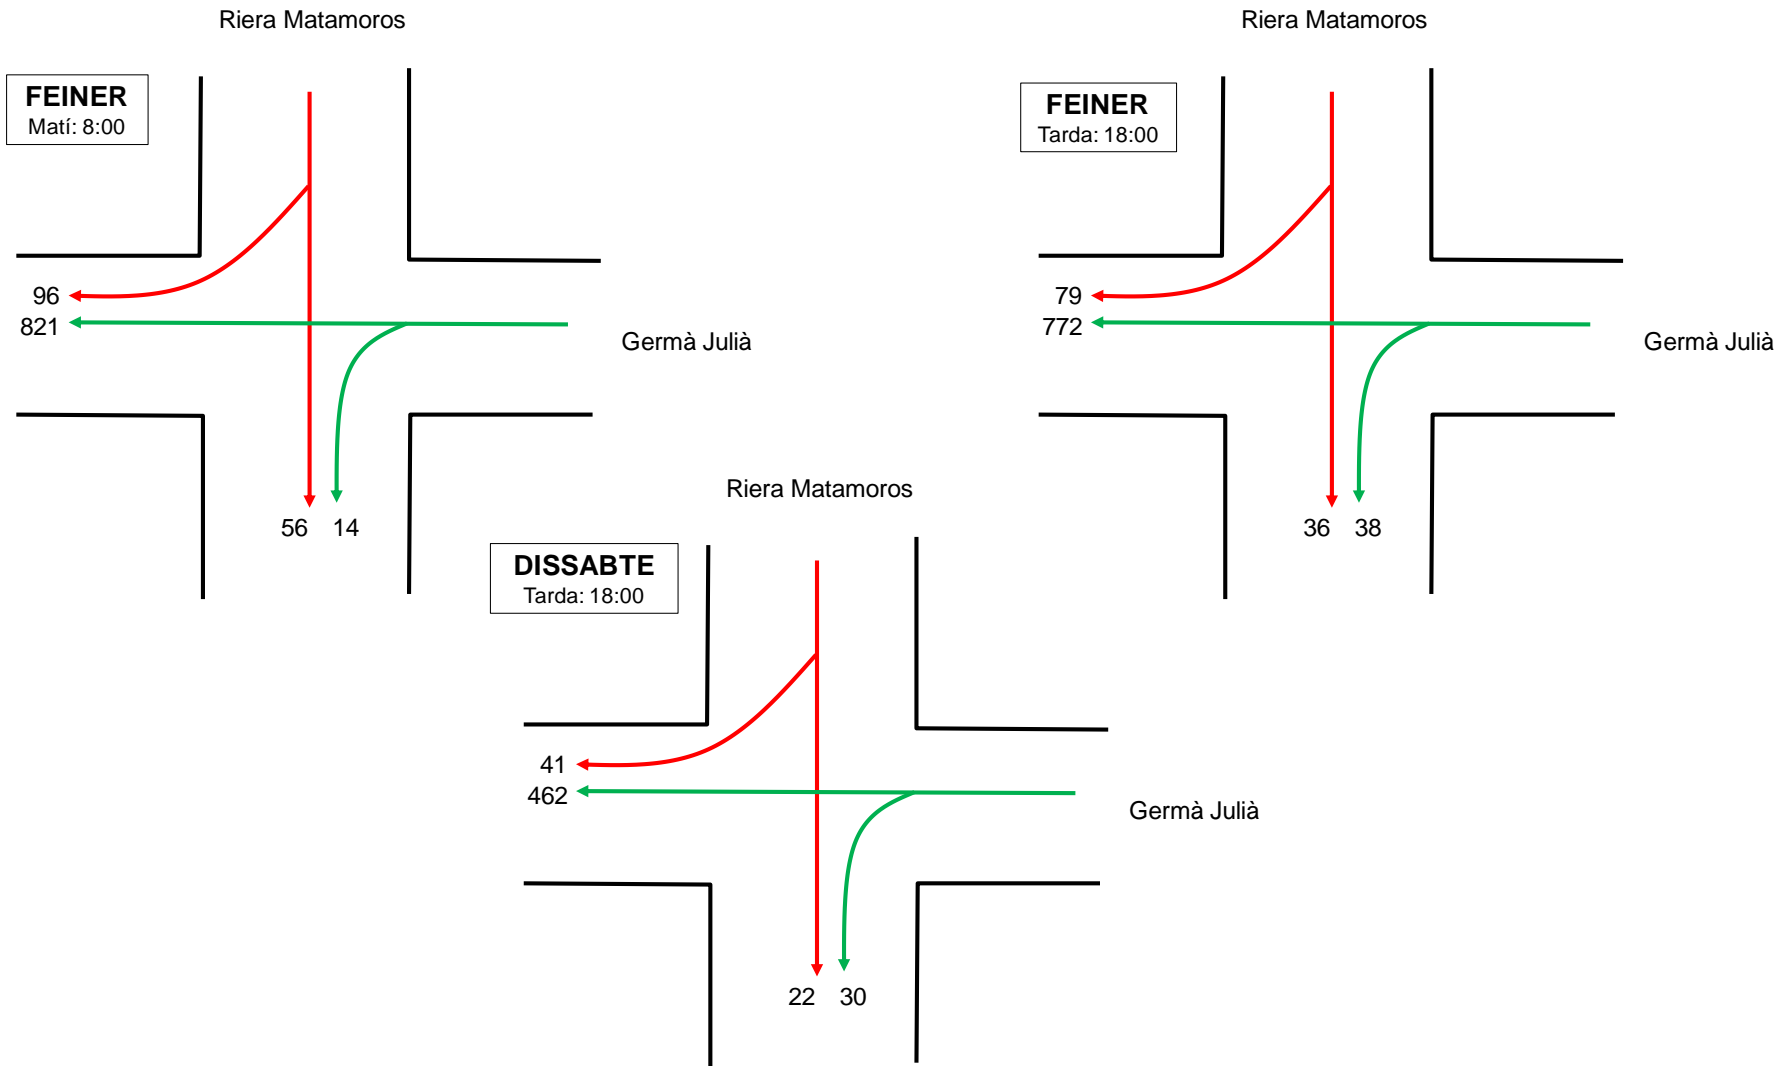 Riera Matamoros
FEINER
Matí: 8:00
96
821
Germà Julià
56 14
Riera Matamoros
FEINER
Tarda: 18:00
79
772
Germà Julià
36 38
Riera Matamoros
DISSABTE
Tarda: 18:00
41
462
Germà Julià
22 30